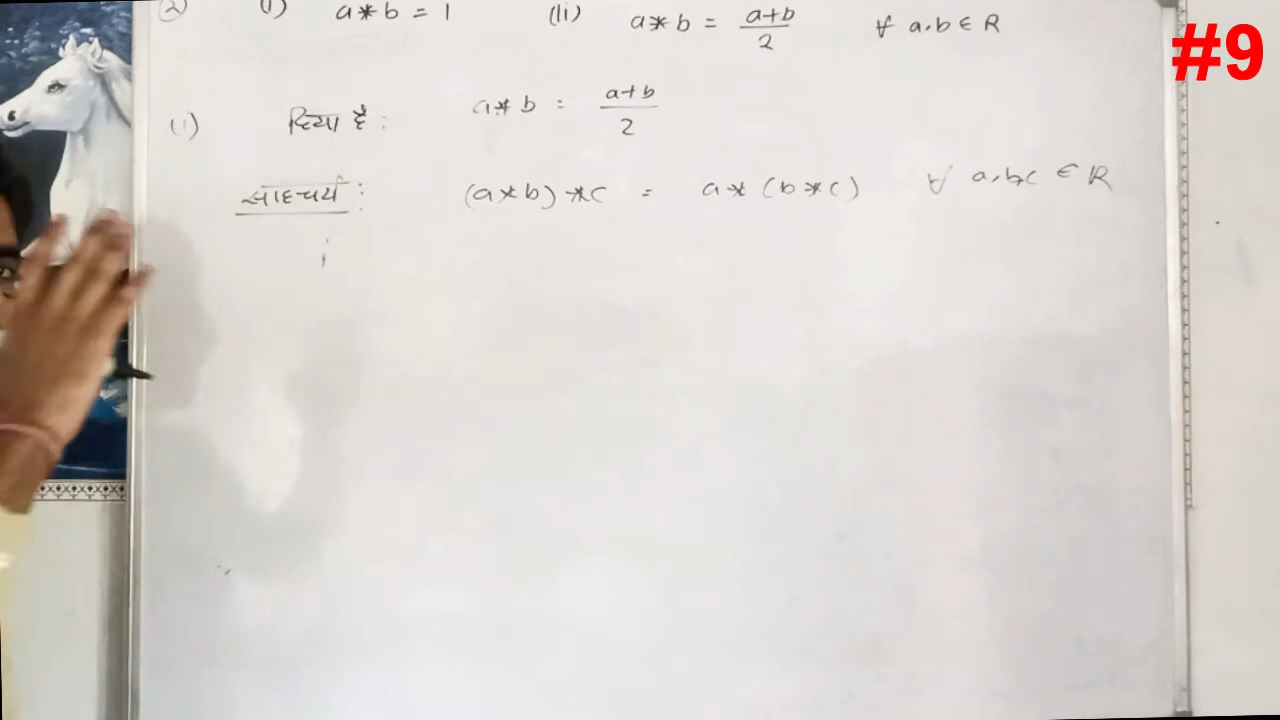 ② (i) a * b = 1 (ii) a * b = a+b/2 ∀ a,b ∈ R
#9
(i) दिया है : a * b = a+b/2
साहचर्य : (a * b) * c = a * (b * c) ∀ a,b,c ∈ R